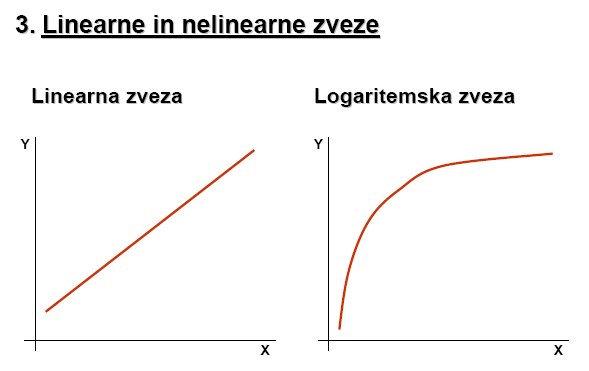 3. Linearne in nelinearne zveze
Linearna zveza
Logaritemska zveza
Y
X
Y
X